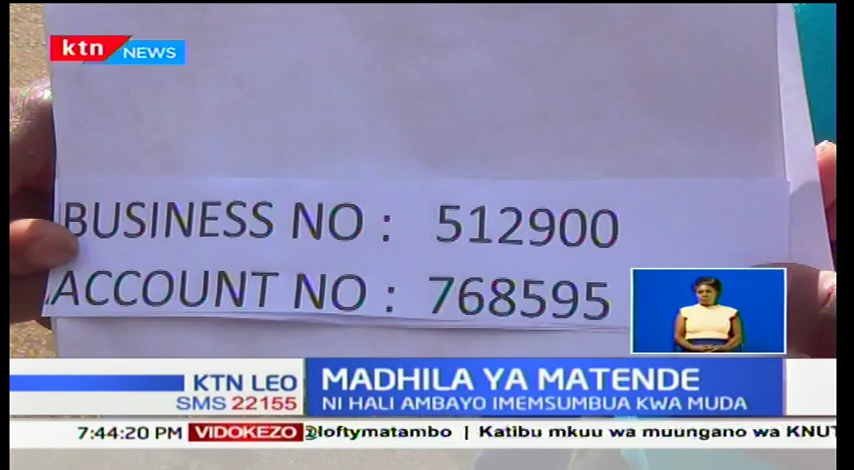 ktn NEWS
BUSINESS NO : 512900
ACCOUNT NO : 768595
KTN LEO
SMS 22155
MADHILA YA MATENDE
NI HALI AMBAYO IMEMSUMBUA KWA MUDA
7:44:20 PM VIDOKEZO @loftymatambo | Katibu mkuu wa muungano wa KNUT